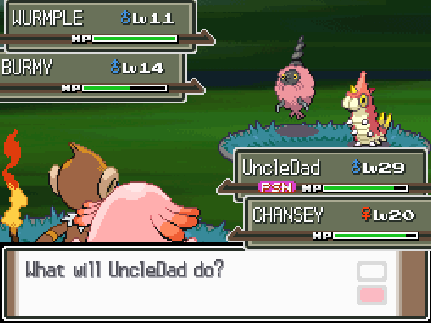 WURMPLE ♂Lv11
HP
BURMY ♂Lv14
HP
UncleDad ♂Lv29
PSN HP
CHANSEY ♀Lv20
HP
What will UncleDad do?